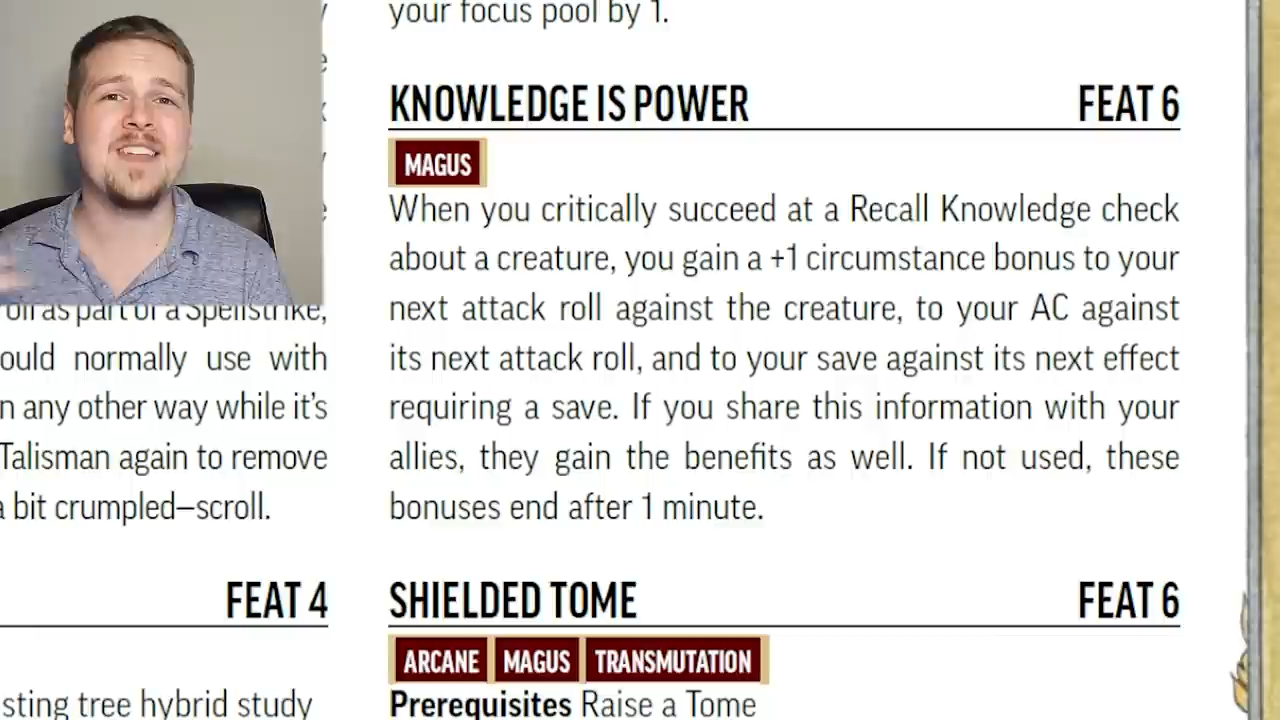 your focus pool by 1.
KNOWLEDGE IS POWER FEAT 6
MAGUS
When you critically succeed at a Recall Knowledge check
about a creature, you gain a +1 circumstance bonus to your
next attack roll against the creature, to your AC against
its next attack roll, and to your save against its next effect
requiring a save. If you share this information with your
allies, they gain the benefits as well. If not used, these
bonuses end after 1 minute.
SHIELDED TOME FEAT 6
ARCANE MAGUS TRANSMUTATION
Prerequisites Raise a Tome
roll as part of a Spellstrike,
ould normally use with
n any other way while it's
Talisman again to remove
a bit crumpled—scroll.
FEAT 4
sting tree hybrid study